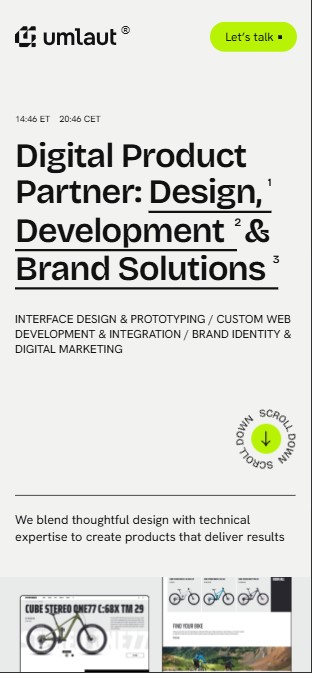 umlaut ®
Let's talk
14:46 ET 20:46 CET
Digital Product
Partner: Design, 1
Development 2 &
Brand Solutions 3
INTERFACE DESIGN & PROTOTYPING / CUSTOM WEB
DEVELOPMENT & INTEGRATION / BRAND IDENTITY &
DIGITAL MARKETING
SCROLL DOWN SCROLL DOWN
We blend thoughtful design with technical
expertise to create products that deliver results
CUBE STEREO ONE77 C:68X TM 29
FIND YOUR BIKE